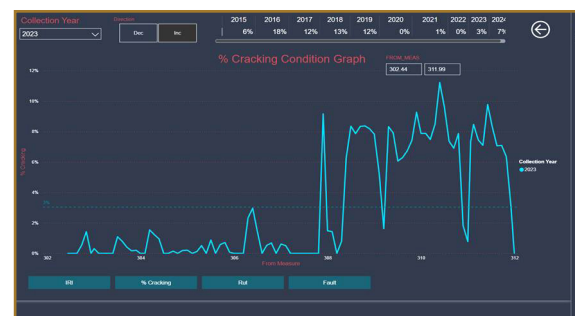 Collection Year
2023
Direction
Dec Inc
2015 2016 2017 2018 2019 2020 2021 2022 2023 2024
6% 18% 12% 13% 12% 0% 1% 0% 3% 7%
% Cracking Condition Graph
FROM_MEAS
302.44 311.99
12%
10%
8%
6%
4%
2%
0%
% Cracking
3%
302 304 306 308 310 312
From Measure
Collection Year
2023
IRI % Cracking Rut Fault